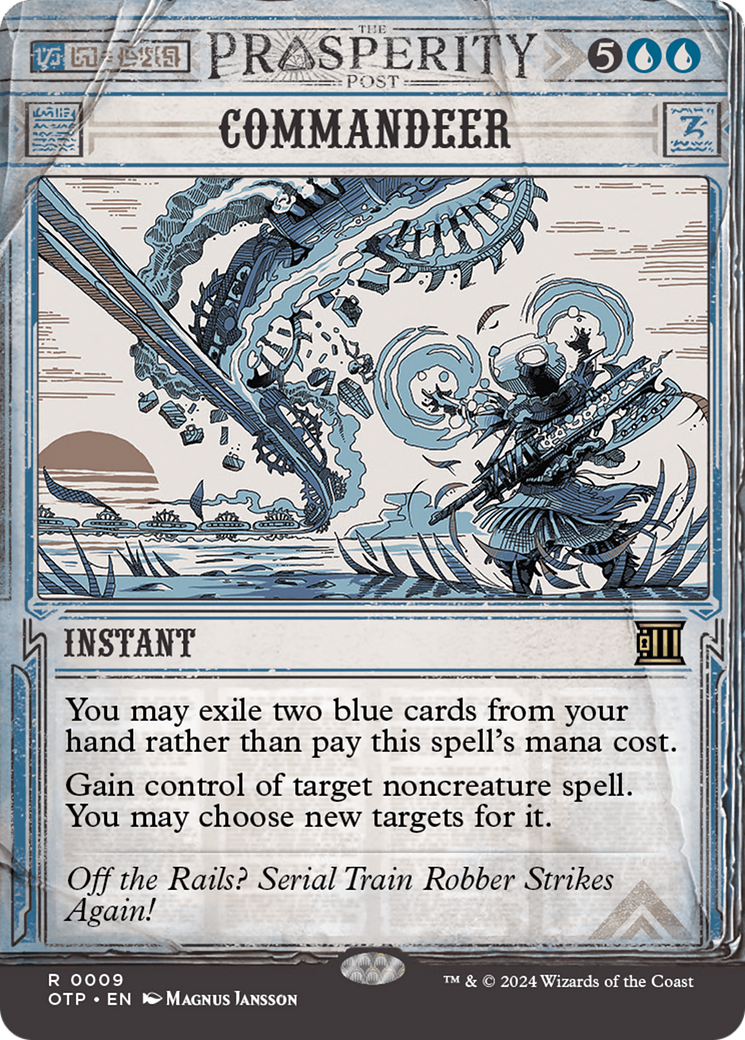 THE
PROSPERITY
POST
5
COMMANDEER
INSTANT
You may exile two blue cards from your
hand rather than pay this spell's mana cost.
Gain control of target noncreature spell.
You may choose new targets for it.
Off the Rails? Serial Train Robber Strikes
Again!
R 0009
OTP • EN Magnus Jansson
™ & © 2024 Wizards of the Coast